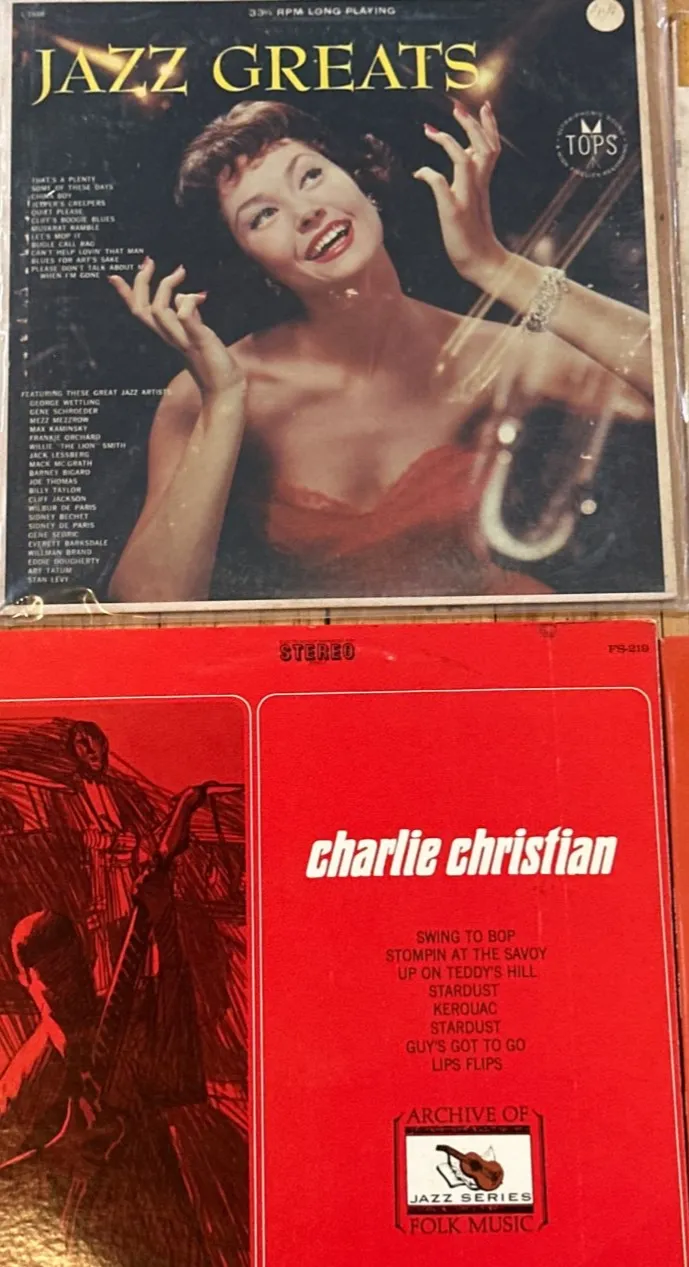 33⅓ RPM LONG PLAYING
JAZZ GREATS
TOPS
THAT'S A PLENTY
SOME OF THESE DAYS
CHINA BOY
JEEPER'S CREEPERS
QUIET PLEASE
CLIFF'S BOOGIE BLUES
MUSKRAT RAMBLE
LET'S MOP IT
BUGLE CALL RAG
CAN'T HELP LOVIN' THAT MAN
BLUES FOR ART'S SAKE
PLEASE DON'T TALK ABOUT M
WHEN I'M GONE
FEATURING THESE GREAT JAZZ ARTISTS
GEORGE WETTLING
GENE SCHROEDER
MEZZ MEZZROW
MAX KAMINSKY
FRANKIE ORCHARD
WILLIE "THE LION" SMITH
JACK LESSBERG
MACK MC GRATH
BARNEY BIGARD
JOE THOMAS
BILLY TAYLOR
CLIFF JACKSON
WILBUR DE PARIS
SIDNEY BECHET
SIDNEY DE PARIS
GENE SEDRIC
EVERETT BARKSDALE
WILLMAN BRAND
EDDIE DOUGHERTY
ART TATUM
STAN LEVY
STEREO
FS-219
charlie christian
SWING TO BOP
STOMPIN AT THE SAVOY
UP ON TEDDY'S HILL
STARDUST
KEROUAC
STARDUST
GUY'S GOT TO GO
LIPS FLIPS
ARCHIVE OF
JAZZ SERIES
FOLK MUSIC